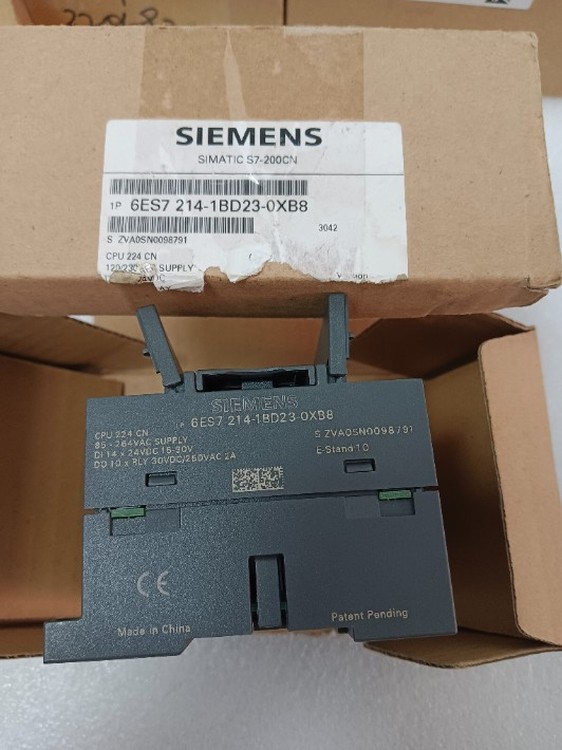 SIEMENS
SIMATIC S7-200CN
1P 6ES7 214-1BD23-0XB8
3042
S ZVA0SN0098791
CPU 224 CN
SUPPLY
SIEMENS
1P 6ES7 214-1BD23-0XB8
CPU 224 CN
85 - 264VAC SUPPLY
DI 14 x 24VDC 15-30V
DO 10 x RLY 30VDC/250VAC 2A
S ZVA0SN0098791
E-Stand
CE
Made in China
Patent Pending